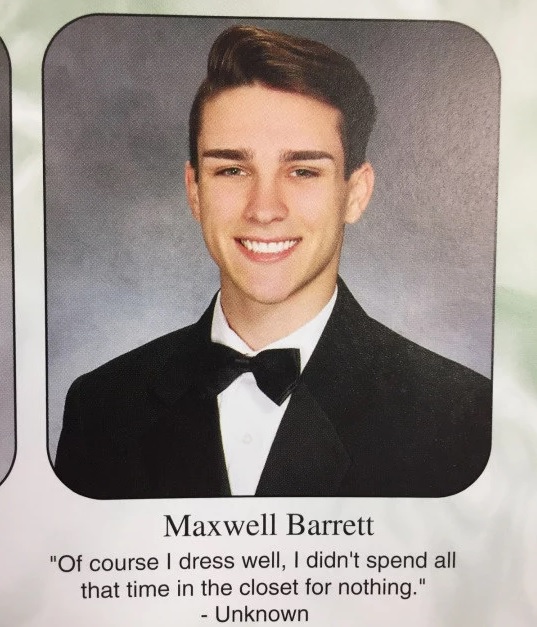 Maxwell Barrett
"Of course I dress well, I didn't spend all
that time in the closet for nothing."
- Unknown